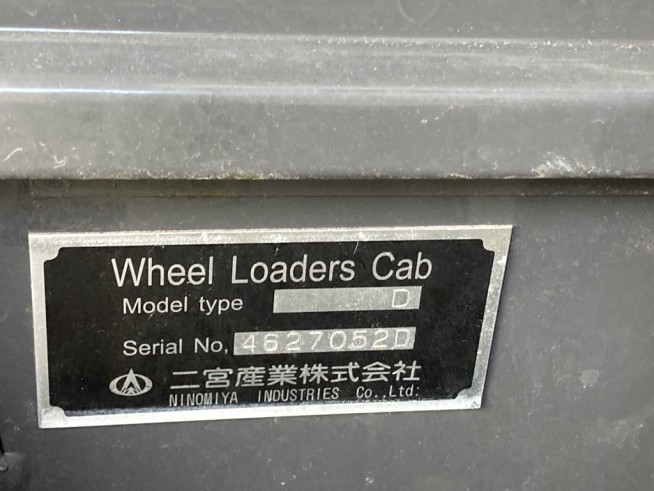 Wheel Loaders Cab
Model type D
Serial No, 4627052D
二宮産業株式会社
NINOMIYA INDUSTRIES Co.,Ltd.